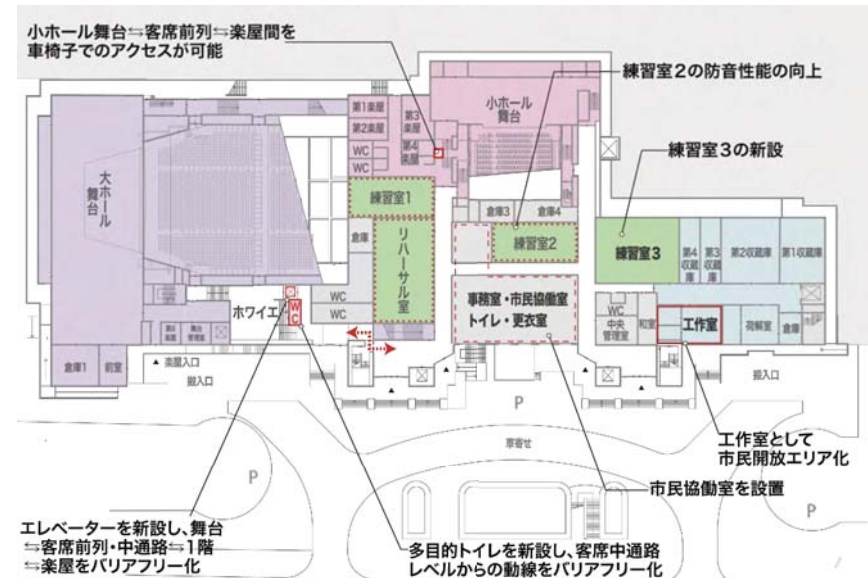 小ホール舞台⇆客席前列⇆楽屋間を
車椅子でのアクセスが可能
練習室2の防音性能の向上
練習室3の新設
第1楽屋
第2楽屋
第3
楽屋
第4
楽屋
WC
WC
小ホール
舞台
大ホール
舞台
練習室1
リハーサル室
倉庫
倉庫3
倉庫4
練習室2
練習室3
第4
収蔵庫
第3
収蔵庫
第2収蔵庫
第1収蔵庫
ホワイエ
WC
WC
WC
事務室・市民協働室
トイレ・更衣室
WC
中央
管理室
和室
工作室
荷解室
倉庫
楽屋
舞台
管理室
倉庫1
前室
▲ 楽屋入口
搬入口
搬入口
P
車寄せ
P
P
工作室として
市民開放エリア化
市民協働室を設置
エレベーターを新設し、舞台
⇆客席前列・中通路⇆1階
⇆楽屋をバリアフリー化
多目的トイレを新設し、客席中通路
レベルからの動線をバリアフリー化